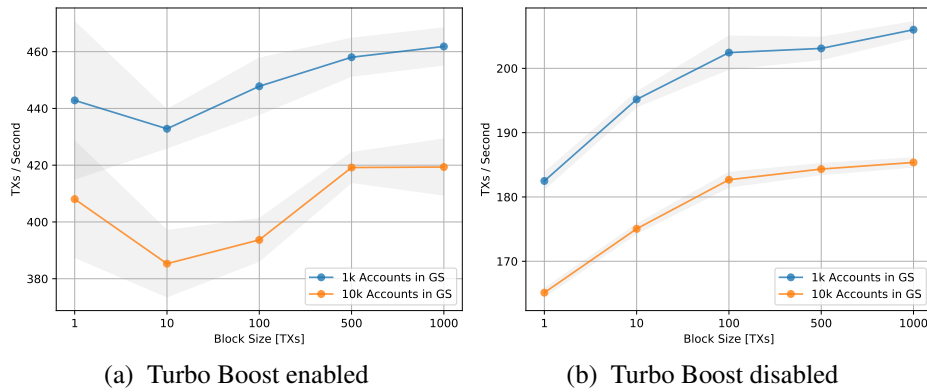 TXs / Second
460
440
420
400
380
1k Accounts in GS
10k Accounts in GS
1
10
100
500
1000
Block Size [TXs]
(a) Turbo Boost enabled
TXs / Second
200
190
180
170
1k Accounts in GS
10k Accounts in GS
1
10
100
500
1000
Block Size [TXs]
(b) Turbo Boost disabled